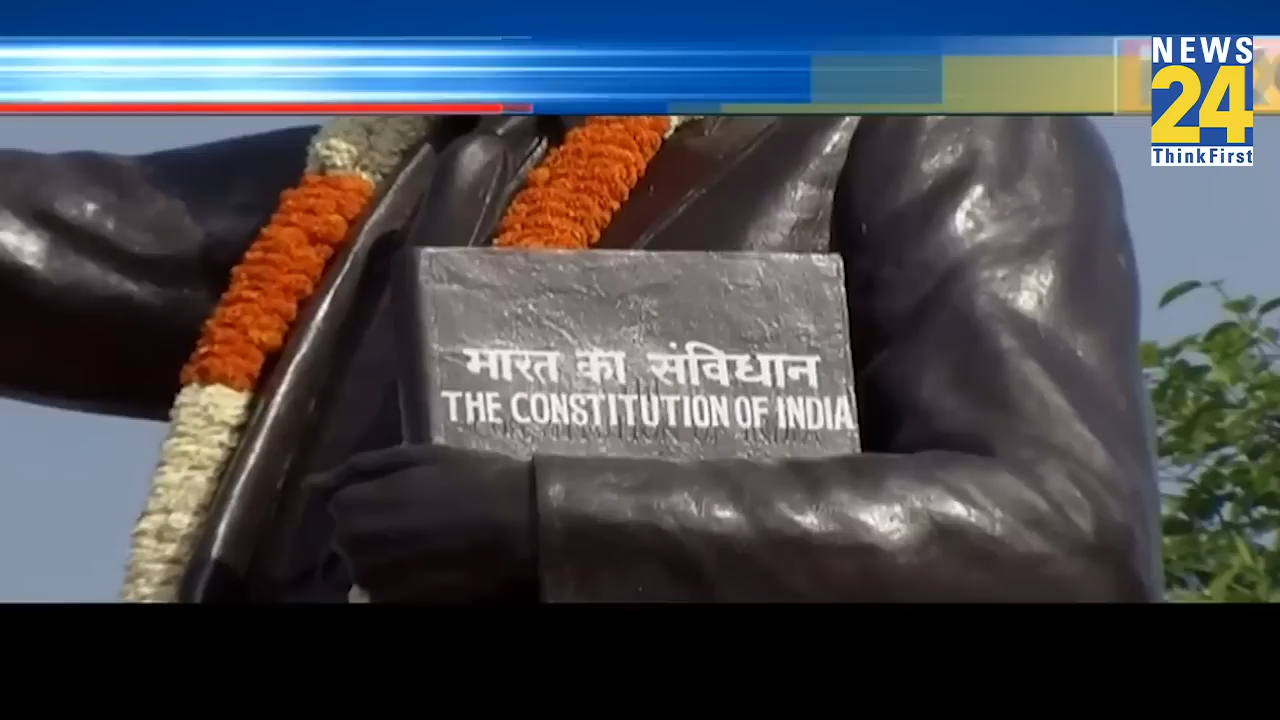 NEWS
24
ThinkFirst
भारत का संविधान
THE CONSTITUTION OF INDIA